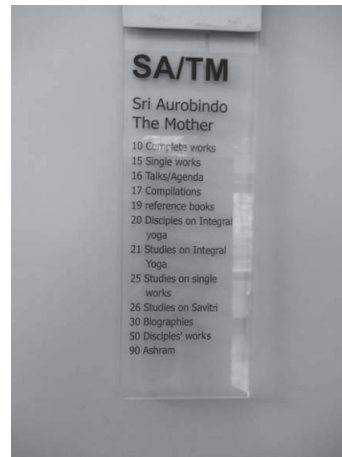 SA/TM
Sri Aurobindo
The Mother
10 Complete works
15 Single works
16 Talks/Agenda
17 Compilations
19 reference books
20 Disciples on Integral
yoga
21 Studies on Integral
Yoga
25 Studies on single
works
26 Studies on Savitri
30 Biographies
50 Disciples' works
90 Ashram